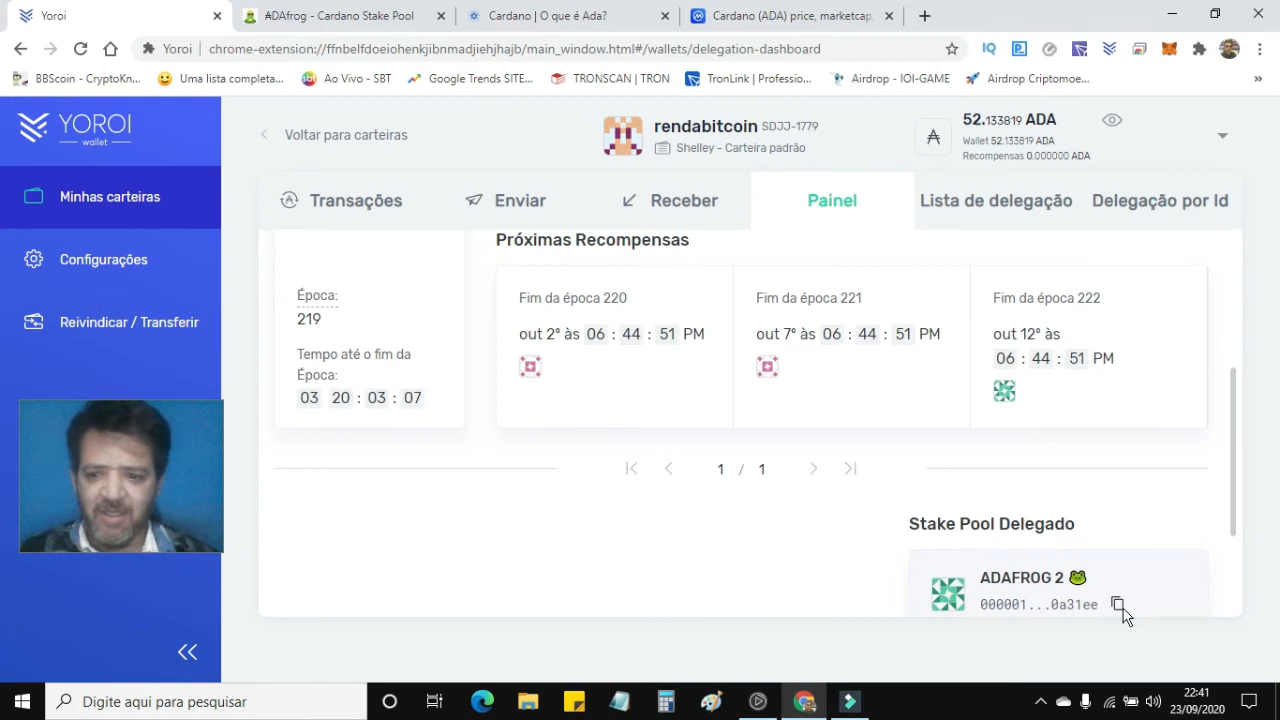 Yoroi
ADAfrog - Cardano Stake Pool
Cardano | O que é Ada?
Cardano (ADA) price, marketcap,
Yoroi
chrome-extension://ffnbelfdoeiohenkjibnmadjiehjhajb/main_window.html#/wallets/delegation-dashboard
BBScoin - CryptoKn...
Uma lista completa...
Ao Vivo - SBT
Google Trends SITE...
TRONSCAN | TRON
TronLink | Professio...
Airdrop - IOI-GAME
Airdrop Criptomoe...
»
YOROI
wallet
Voltar para carteiras
rendabitcoin SDJJ-1779
Shelley - Carteira padrão
52.133819 ADA
Wallet 52.133819 ADA
Recompensas 0.000000 ADA
Minhas carteiras
Configurações
Reivindicar / Transferir
Transações
Enviar
Receber
Painel
Lista de delegação
Delegação por Id
Próximas Recompensas
Época:
219
Tempo até o fim da
Época:
03 20 : 03 : 07
Fim da época 220
out 2º às 06 : 44 : 51 PM
Fim da época 221
out 7º às 06 : 44 : 51 PM
Fim da época 222
out 12º às
06 : 44 : 51 PM
1 / 1
Stake Pool Delegado
ADAFROG 2 🐸
000001...0a31ee
Digite aqui para pesquisar
22:41
23/09/2020